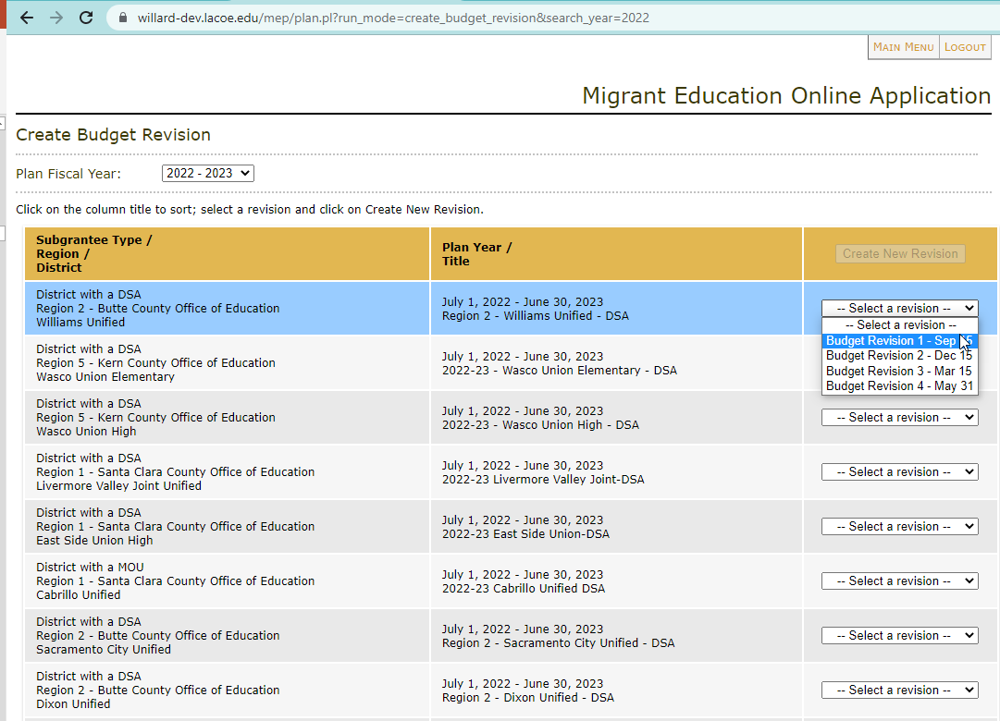 willard-dev.lacoe.edu/mep/plan.pl?run_mode=create_budget_revision&search_year=2022
MAIN MENU LOGOUT
Migrant Education Online Application
Create Budget Revision
Plan Fiscal Year: 2022 - 2023
Click on the column title to sort; select a revision and click on Create New Revision.
Subgrantee Type /
Region /
District
Plan Year /
Title
Create New Revision
District with a DSA
Region 2 - Butte County Office of Education
Williams Unified
July 1, 2022 - June 30, 2023
Region 2 - Williams Unified - DSA
-- Select a revision --
-- Select a revision --
Budget Revision 1 - Sep
Budget Revision 2 - Dec 15
Budget Revision 3 - Mar 15
Budget Revision 4 - May 31
District with a DSA
Region 5 - Kern County Office of Education
Wasco Union Elementary
July 1, 2022 - June 30, 2023
2022-23 - Wasco Union Elementary - DSA
District with a DSA
Region 5 - Kern County Office of Education
Wasco Union High
July 1, 2022 - June 30, 2023
2022-23 - Wasco Union High - DSA
-- Select a revision --
District with a DSA
Region 1 - Santa Clara County Office of Education
Livermore Valley Joint Unified
July 1, 2022 - June 30, 2023
2022-23 Livermore Valley Joint-DSA
-- Select a revision --
District with a DSA
Region 1 - Santa Clara County Office of Education
East Side Union High
July 1, 2022 - June 30, 2023
2022-23 East Side Union-DSA
-- Select a revision --
District with a MOU
Region 1 - Santa Clara County Office of Education
Cabrillo Unified
July 1, 2022 - June 30, 2023
2022-23 Cabrillo Unified DSA
-- Select a revision --
District with a DSA
Region 2 - Butte County Office of Education
Sacramento City Unified
July 1, 2022 - June 30, 2023
Region 2 - Sacramento City Unified - DSA
-- Select a revision --
District with a DSA
Region 2 - Butte County Office of Education
Dixon Unified
July 1, 2022 - June 30, 2023
Region 2 - Dixon Unified - DSA
-- Select a revision --